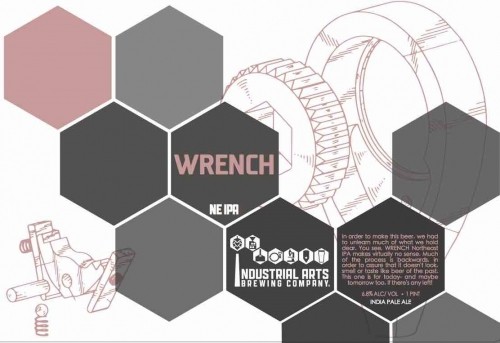 WRENCH
NE IPA
INDUSTRIAL ARTS
BREWING COMPANY.
In order to make this beer, we had
to unlearn much of what we hold
clear. You see, WRENCH Northeast
IPA makes virtually no sense. Much
of the process is backwards, in
order to assure that it doesn't look,
smell or taste like beer of the past.
This one is for today- and maybe
tomorrow too, if there's any left!
6.8% ALC/ VOL • 1 PINT
INDIA PALE ALE